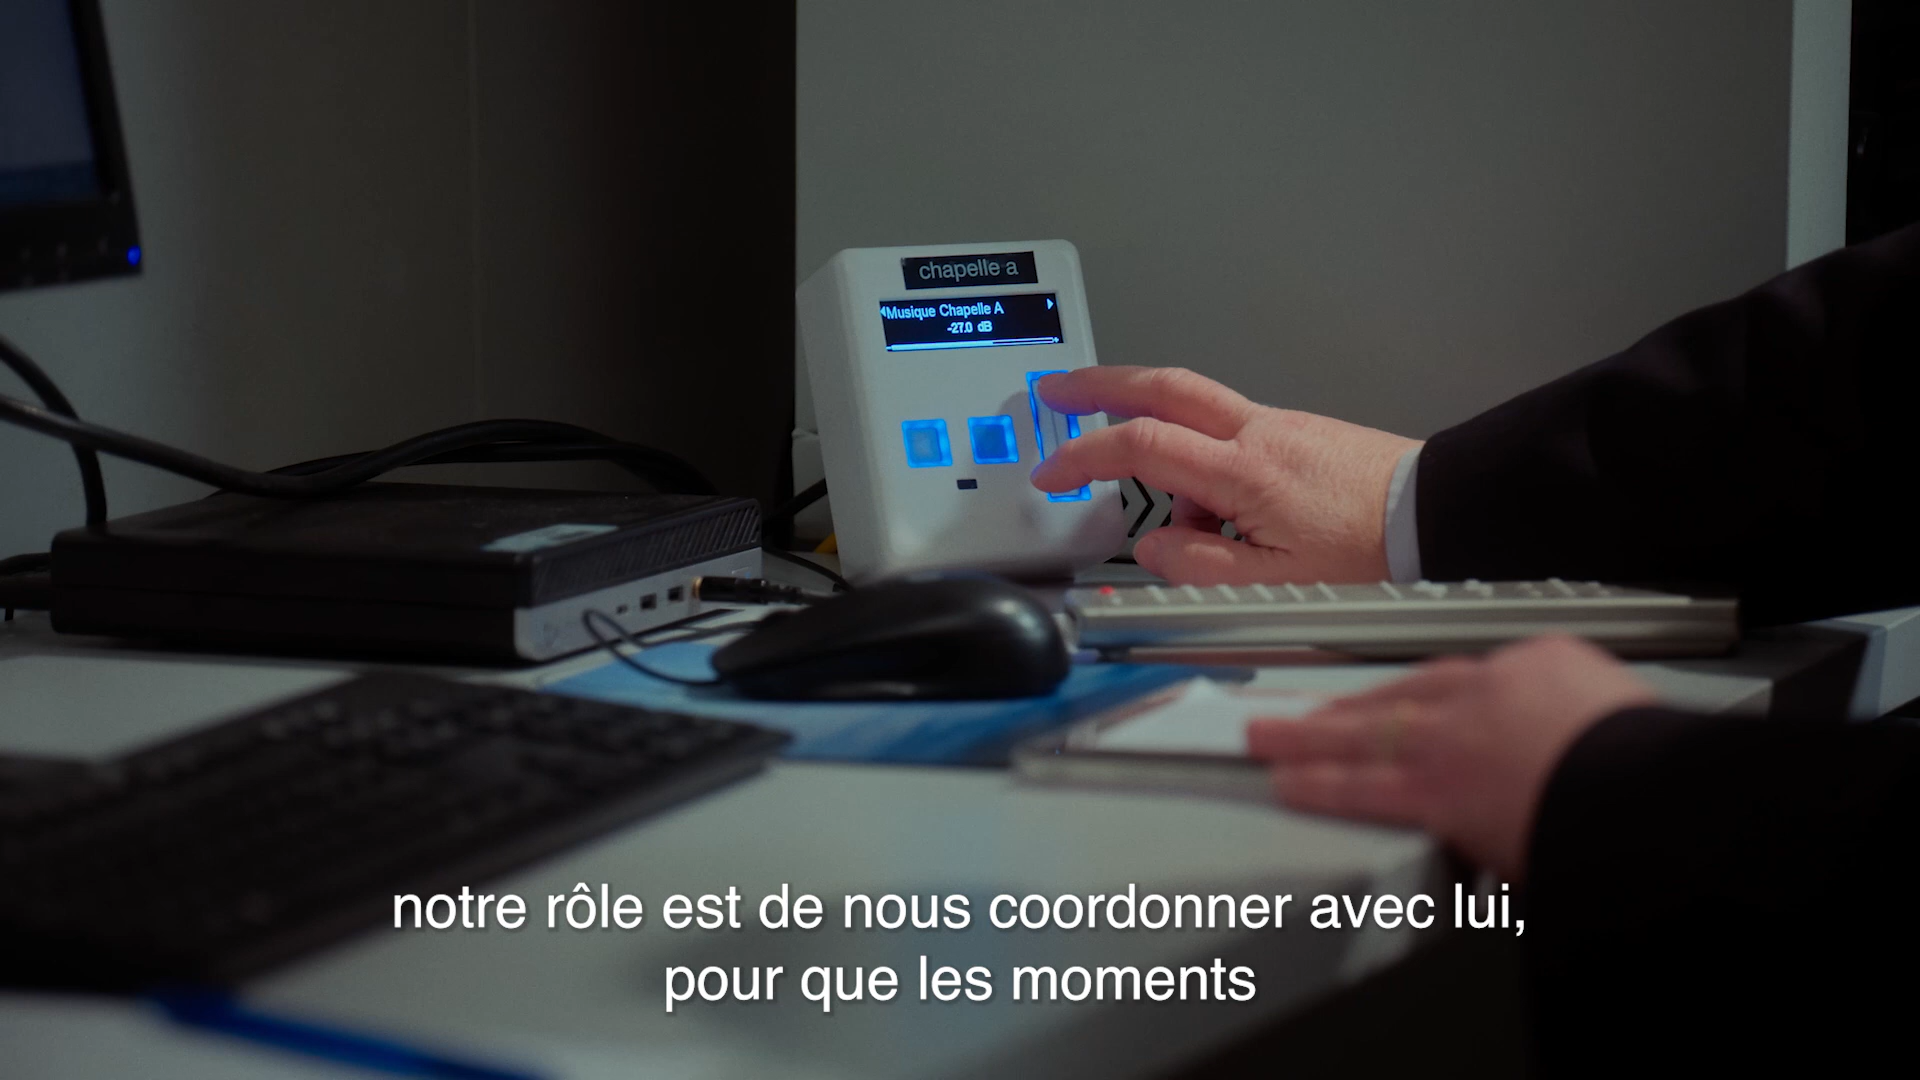 chapelle a
Musique Chapelle A
-27.0 dB
notre rôle est de nous coordonner avec lui,
pour que les moments